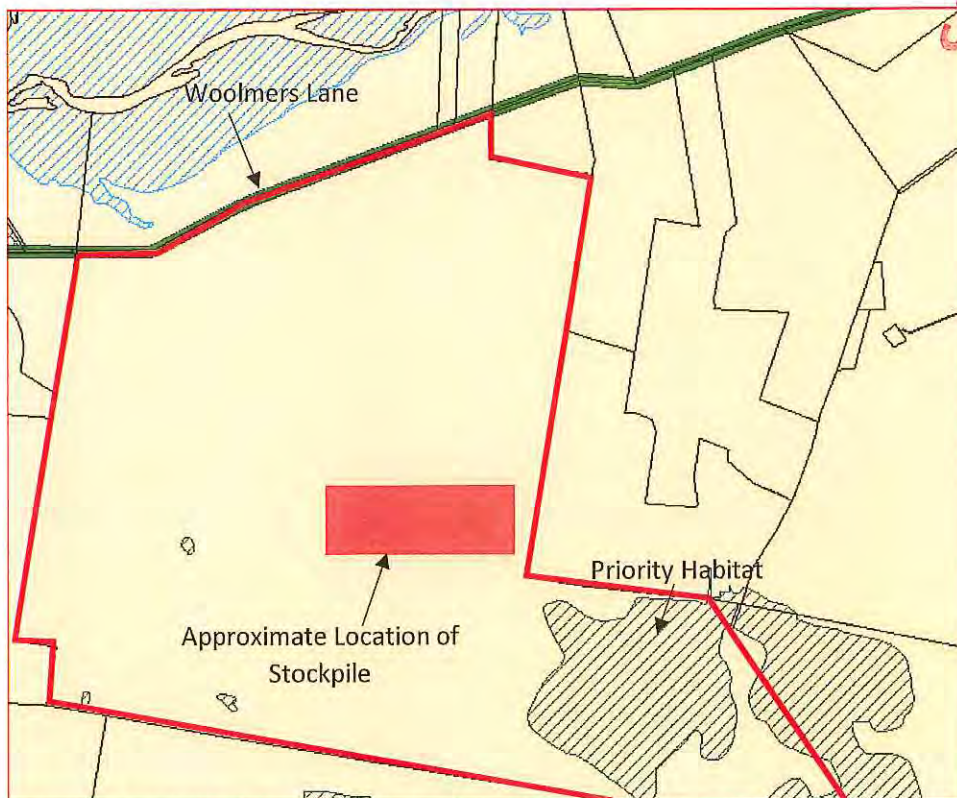 Woolmers Lane
Priority Habitat
Approximate Location of
Stockpile